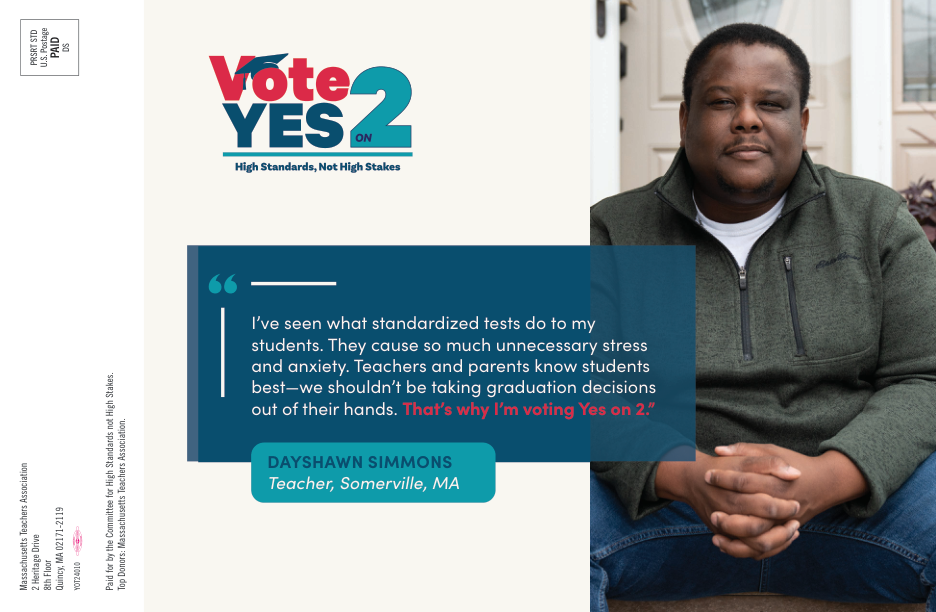 PRSRT STD
U.S. Postage
PAID
DS
Vote
YES ON 2
High Standards, Not High Stakes
“
I’ve seen what standardized tests do to my
students. They cause so much unnecessary stress
and anxiety. Teachers and parents know students
best—we shouldn’t be taking graduation decisions
out of their hands. That’s why I’m voting Yes on 2.”
DAYSHAWN SIMMONS
Teacher, Somerville, MA
Massachusetts Teachers Association
2 Heritage Drive
8th Floor
Quincy, MA 02171-2119
YOT24010
Paid for by the Committee for High Standards not High Stakes.
Top Donors: Massachusetts Teachers Association.